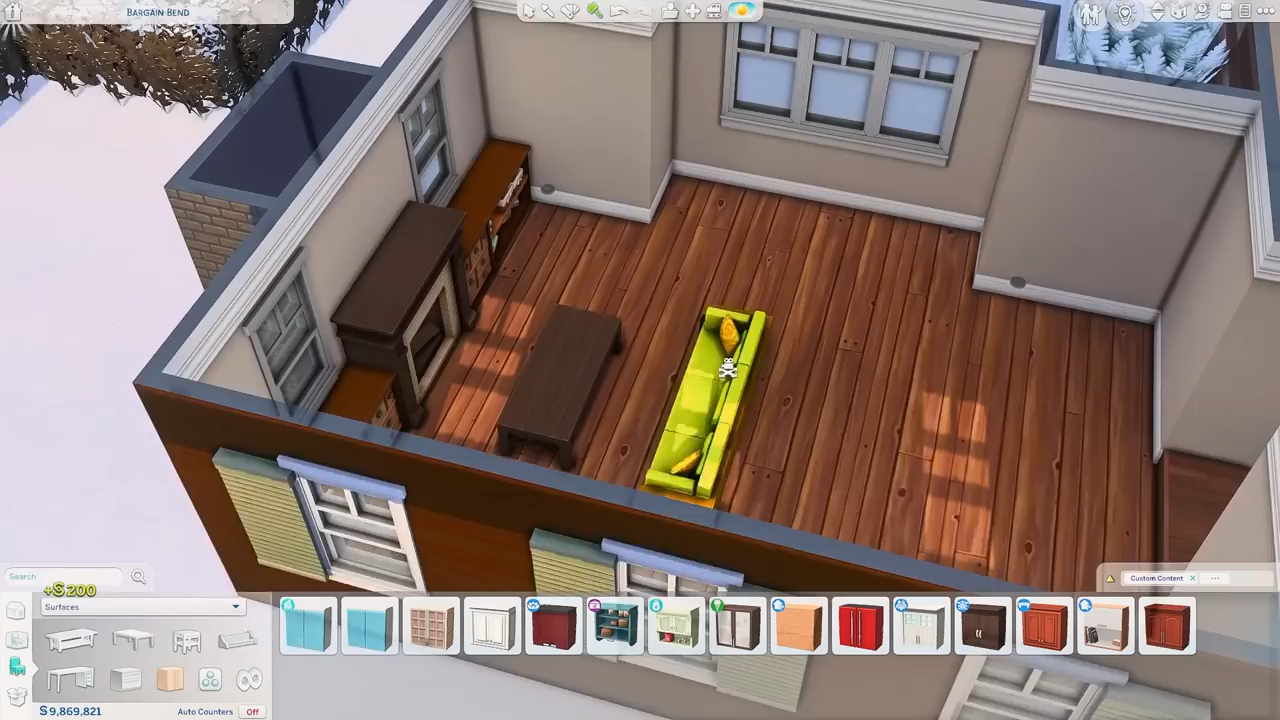 BARGAIN BEND
Search
+§200
Surfaces
Custom Content
§9,869,821
Auto Counters
Off